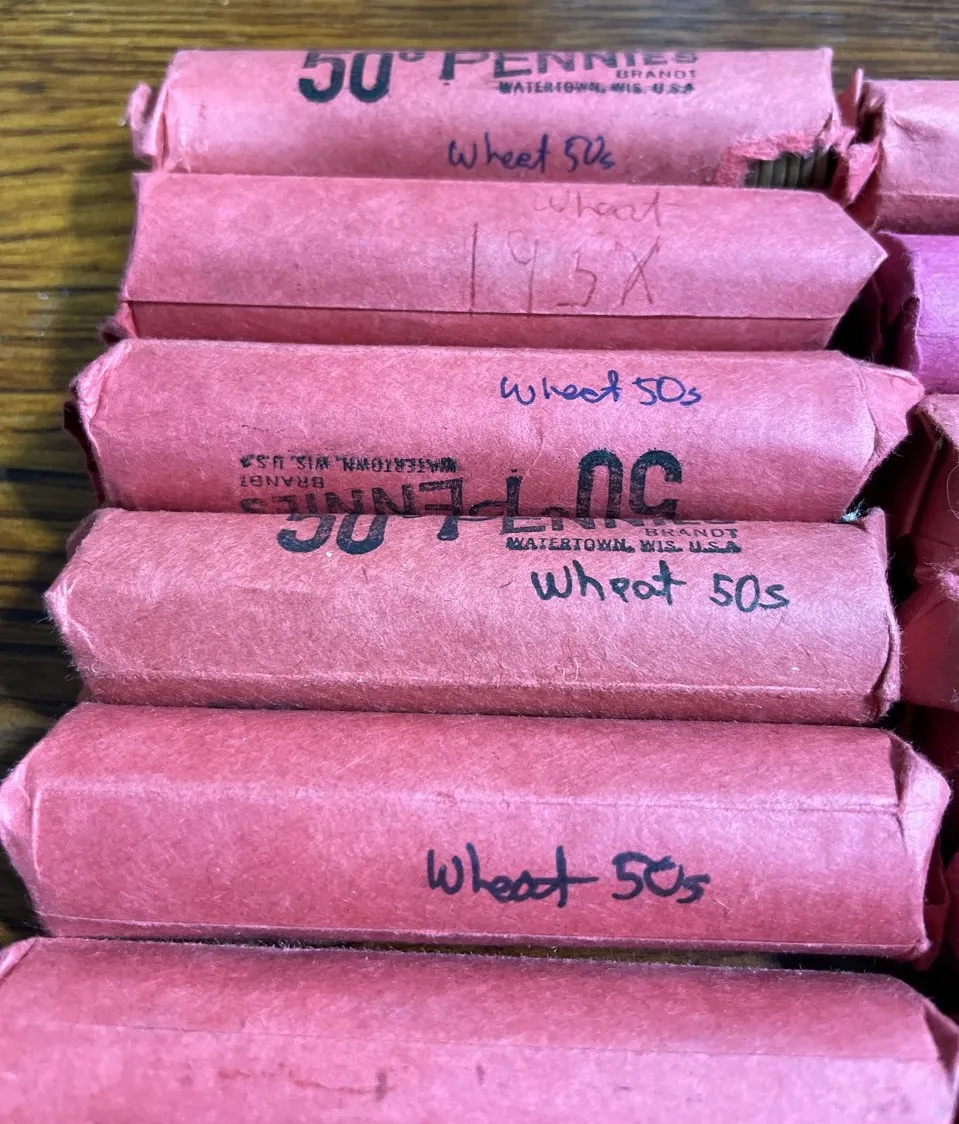 50¢ PENNIES
BRANDT
WATERTOWN, WIS. U.S.A
Wheat 50s
Wheat
195X
Wheat 50s
50¢ PENNIES
BRANDT
WATERTOWN, WIS. U.S.A
50¢ PENNIES
BRANDT
WATERTOWN, WIS. U.S.A
Wheat 50s
Wheat 50s